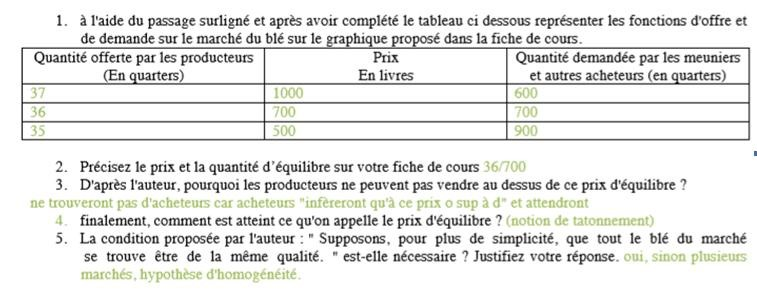 1. à l'aide du passage surligné et après avoir complété le tableau ci dessous représenter les fonctions d'offre et
de demande sur le marché du blé sur le graphique proposé dans la fiche de cours.
Quantité offerte par les producteurs Prix Quantité demandée par les meuniers
(En quarters) En livres et autres acheteurs (en quarters)
37 1000 600
36 700 700
35 500 900
2. Précisez le prix et la quantité d'équilibre sur votre fiche de cours 36/700
3. D'après l'auteur, pourquoi les producteurs ne peuvent pas vendre au dessus de ce prix d'équilibre ?
ne trouveront pas d'acheteurs car acheteurs "infèreront qu'à ce prix o sup à d" et attendront
4. finalement, comment est atteint ce qu'on appelle le prix d'équilibre ? (notion de tatonnement)
5. La condition proposée par l'auteur : " Supposons, pour plus de simplicité, que tout le blé du marché
se trouve être de la même qualité. " est-elle nécessaire ? Justifiez votre réponse. oui, sinon plusieurs
marchés, hypothèse d'homogénéité.